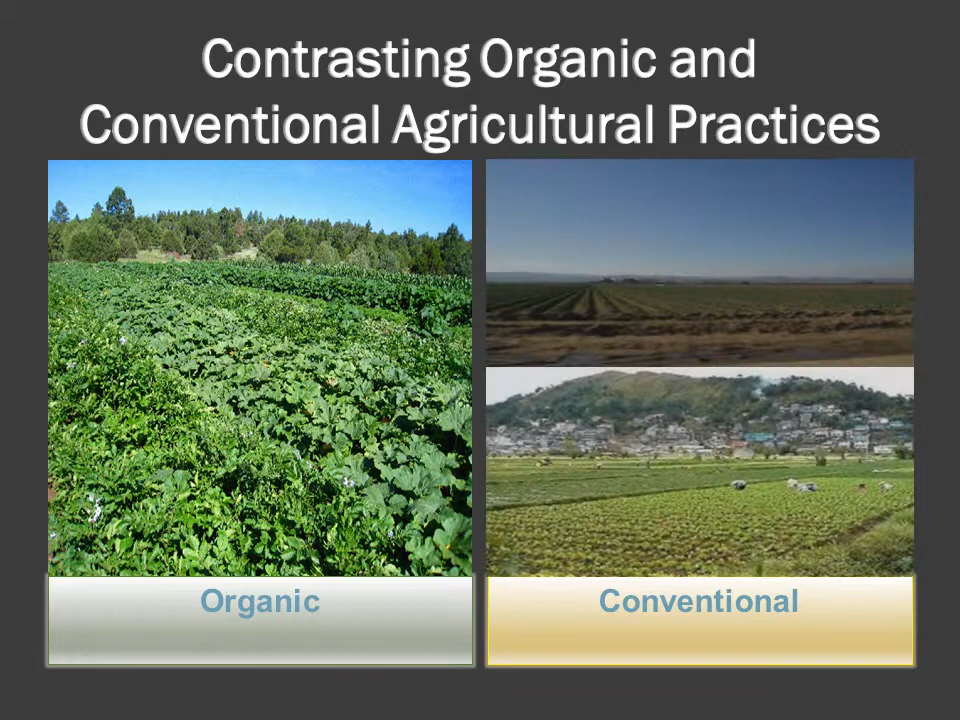 Contrasting Organic and
Conventional Agricultural Practices
Organic
Conventional